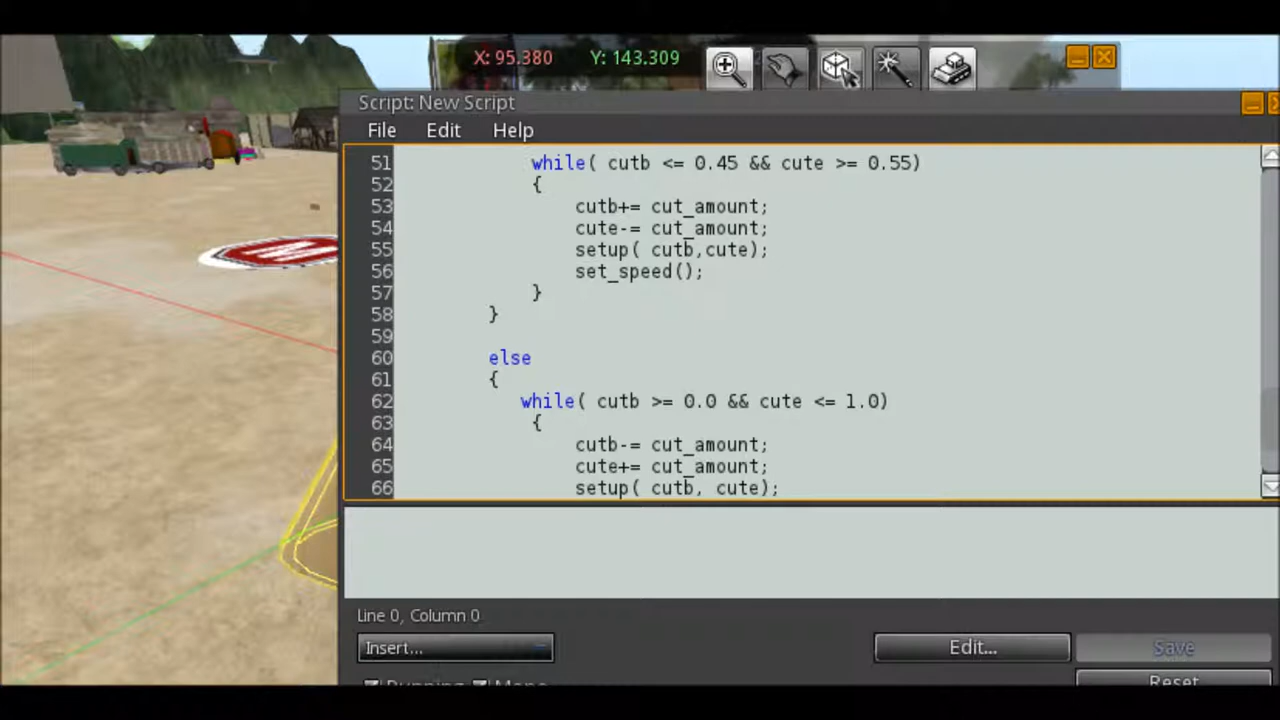 X: 95.380 Y: 143.309
Script: New Script
File Edit Help
51 while( cutb <= 0.45 && cute >= 0.55)
52 {
53 cutb+= cut_amount;
54 cute-= cut_amount;
55 setup( cutb,cute);
56 set_speed();
57 }
58 }
59
60 else
61 {
62 while( cutb >= 0.0 && cute <= 1.0)
63 {
64 cutb-= cut_amount;
65 cute+= cut_amount;
66 setup( cutb, cute);
Line 0, Column 0
Insert... Edit... Save
Running Mono Reset